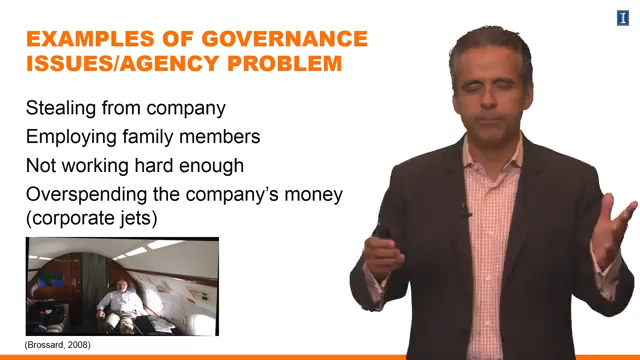 EXAMPLES OF GOVERNANCE
ISSUES/AGENCY PROBLEM
Stealing from company
Employing family members
Not working hard enough
Overspending the company's money
(corporate jets)
(Brossard, 2008)
I